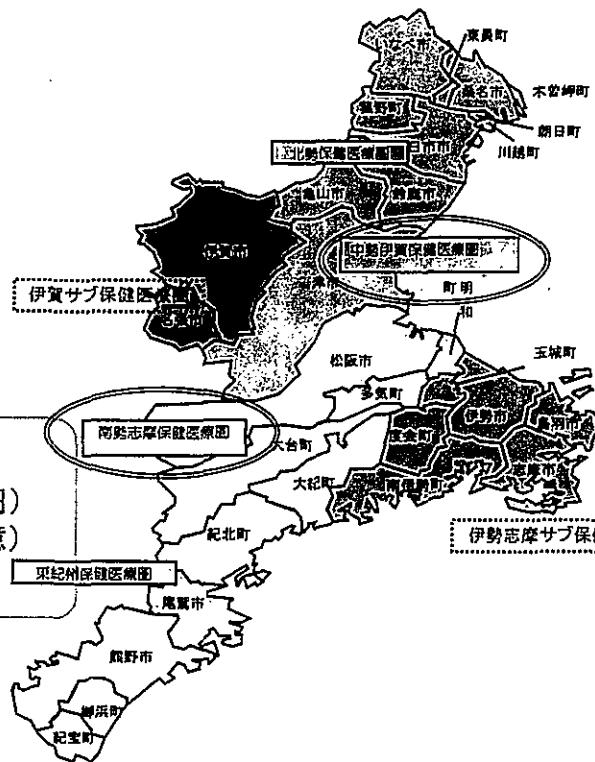 東員町
桑名市
木曽岬町
朝日町
川越町
北勢保健医療圏
亀山市
鈴鹿市
中勢伊賀保健医療圏
伊賀市
津市
伊賀サブ保健医療圏
明和町
松阪市
玉城町
多気町
伊勢市
鳥羽市
南勢志摩保健医療圏
大台町
度会町
志摩市
大紀町
南伊勢町
紀北町
伊勢志摩サブ保健
東紀州保健医療圏
尾鷲市
熊野市
御浜町
紀宝町